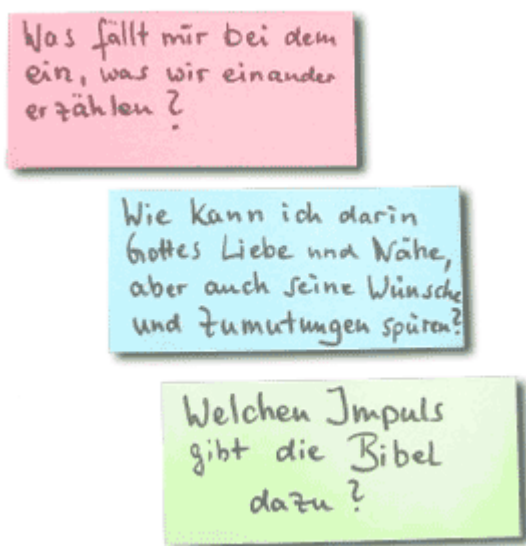 Was fällt mir bei dem
ein, was wir einander
erzählen?
Wie kann ich darin
Gottes Liebe und Nähe,
aber auch seine Wünsche
und Zumutungen spüren?
Welchen Impuls
gibt die Bibel
dazu?